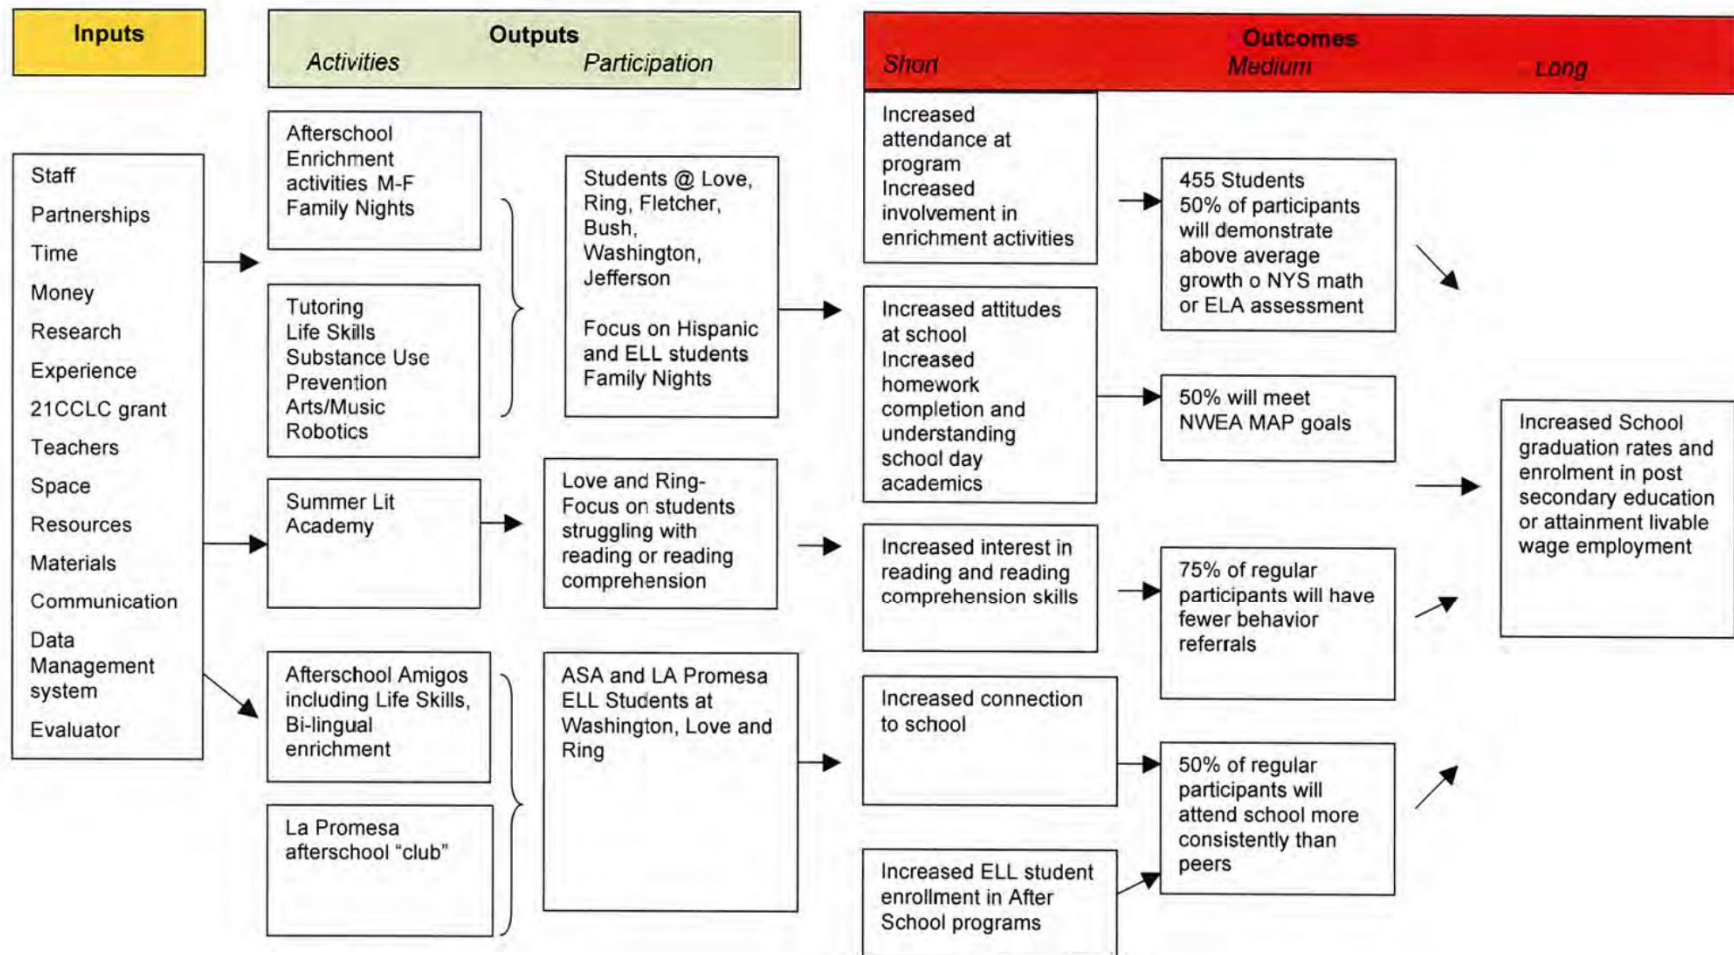 Inputs
Outputs
Activities
Participation
Outcomes
Short
Medium
Long
Staff
Partnerships
Time
Money
Research
Experience
21CCLC grant
Teachers
Space
Resources
Materials
Communication
Data
Management
system
Evaluator
Afterschool
Enrichment
activities M-F
Family Nights
Tutoring
Life Skills
Substance Use
Prevention
Arts/Music
Robotics
Summer Lit
Academy
Afterschool Amigos
including Life Skills,
Bi-lingual
enrichment
La Promesa
afterschool “club”
Students @ Love,
Ring, Fletcher,
Bush,
Washington,
Jefferson
Focus on Hispanic
and ELL students
Family Nights
Love and Ring-
Focus on students
struggling with
reading or reading
comprehension
ASA and LA Promesa
ELL Students at
Washington, Love and
Ring
Increased
attendance at
program
Increased
involvement in
enrichment activities
Increased attitudes
at school
Increased
homework
completion and
understanding
school day
academics
Increased interest in
reading and reading
comprehension skills
Increased connection
to school
Increased ELL student
enrollment in After
School programs
455 Students
50% of participants
will demonstrate
above average
growth o NYS math
or ELA assessment
50% will meet
NWEA MAP goals
75% of regular
participants will have
fewer behavior
referrals
50% of regular
participants will
attend school more
consistently than
peers
Increased School
graduation rates and
enrolment in post
secondary education
or attainment livable
wage employment